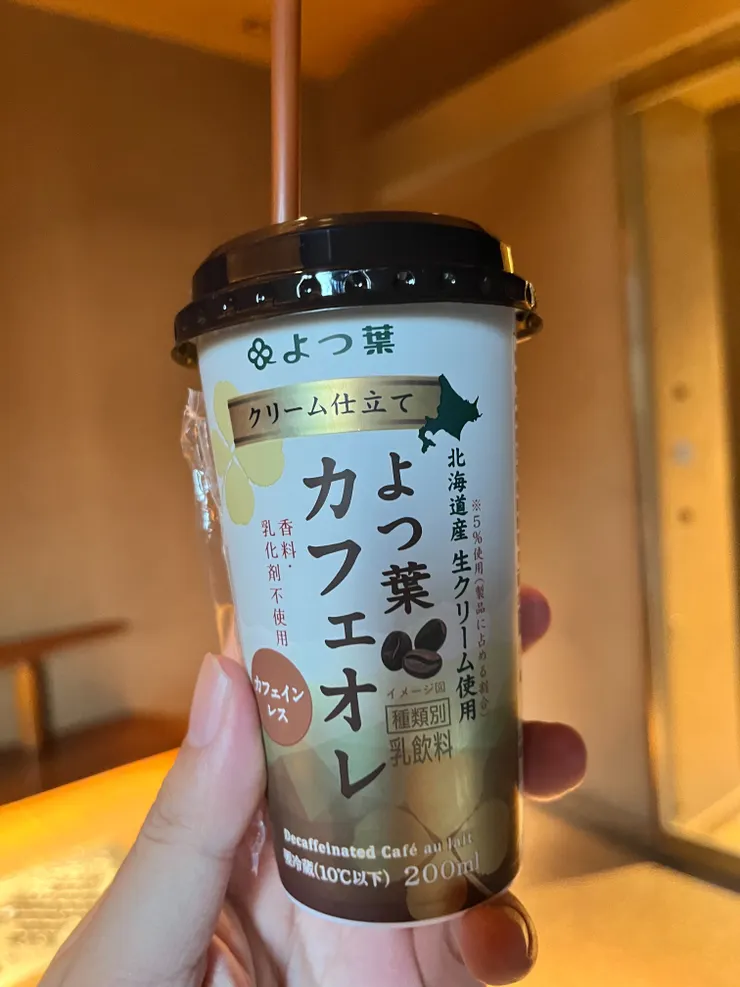 よつ葉
クリーム仕立て
北海道産 生クリーム使用
※5%使用(製品に占める割合)
よつ葉
カフェオレ
香料・
乳化剤不使用
カフェイン
レス
イメージ図
種類別
乳飲料
Decaffeinated Café au lait
要冷蔵(10℃以下) 200ml